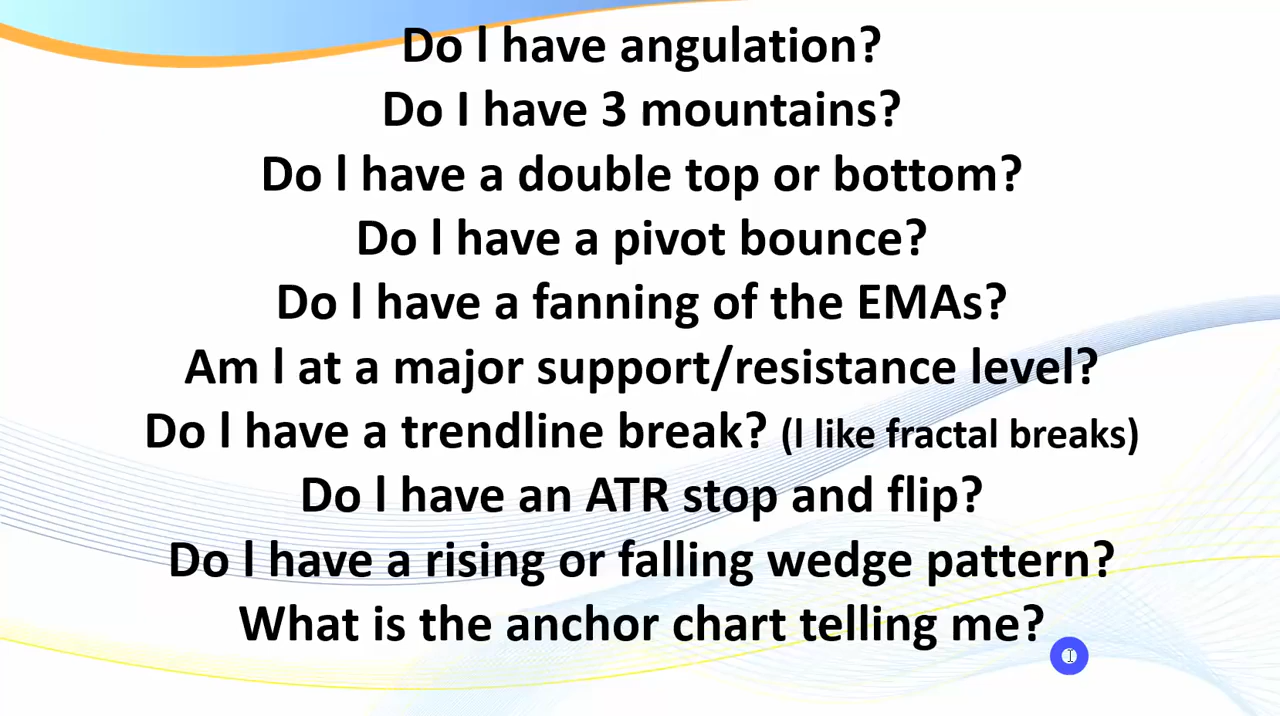 Do I have angulation?
Do I have 3 mountains?
Do I have a double top or bottom?
Do I have a pivot bounce?
Do I have a fanning of the EMAs?
Am I at a major support/resistance level?
Do I have a trendline break? (I like fractal breaks)
Do I have an ATR stop and flip?
Do I have a rising or falling wedge pattern?
What is the anchor chart telling me?